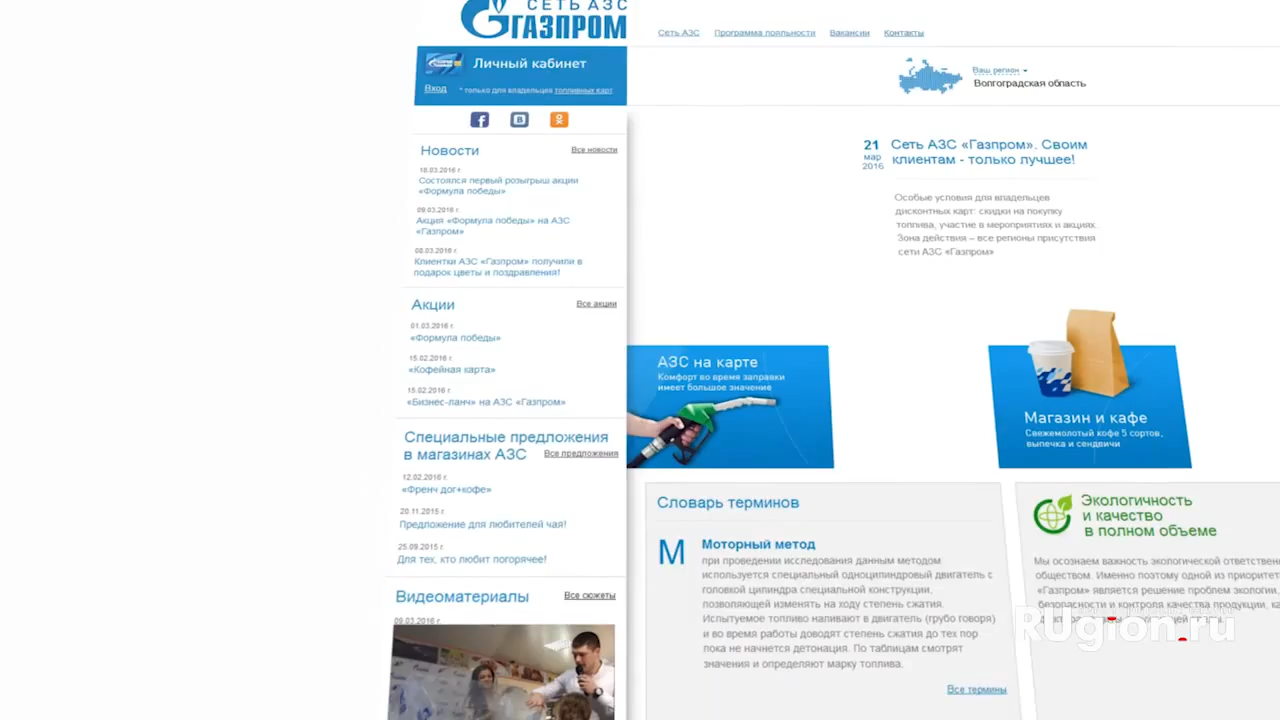 СЕТЬ АЗС
ГАЗПРОМ
Сеть АЗС
Программа лояльности
Вакансии
Контакты
Личный кабинет
Вход
* только для владельцев топливных карт
Ваш регион
Волгоградская область
Новости
Все новости
18.03.2016 г.
Состоялся первый розыгрыш акции
«Формула победы»
09.03.2016 г.
Акция «Формула победы» на АЗС
«Газпром»
08.03.2016 г.
Клиентки АЗС «Газпром» получили в
подарок цветы и поздравления!
Акции
Все акции
01.03.2016 г.
«Формула победы»
15.02.2016 г.
«Кофейная карта»
15.02.2016 г.
«Бизнес-ланч» на АЗС «Газпром»
Специальные предложения
в магазинах АЗС
Все предложения
12.02.2016 г.
«Френч дог+кофе»
20.11.2015 г
Предложение для любителей чая!
25.09.2015 г.
Для тех, кто любит погорячее!
Видеоматериалы
Все сюжеты
09.03.2016 г.
21
мар
2016
Сеть АЗС «Газпром». Своим
клиентам - только лучшее!
Особые условия для владельцев
дисконтных карт: скидки на покупку
топлива, участие в мероприятиях и акциях.
Зона действия – все регионы присутствия
сети АЗС «Газпром»
АЗС на карте
Комфорт во время заправки
имеет большое значение
Магазин и кафе
Свежемолотый кофе 5 сортов,
выпечка и сендвичи
Словарь терминов
М
Моторный метод
при проведении исследования данным методом
используется специальный одноцилиндровый двигатель с
головкой цилиндра специальной конструкции,
позволяющей изменять на ходу степень сжатия.
Испытуемое топливо наливают в двигатель (грубо говоря)
и во время работы доводят степень сжатия до тех пор
пока не начнется детонация. По таблицам смотрят
значения и определяют марку топлива.
Все термины
Экологичность
и качество
в полном объеме
Мы осознаем важность экологической ответственн
обществом. Именно поэтому одной из приоритет
«Газпром» является решение проблем экологии,
безопасности и контроля качества продукции, ка
RUgion.ru